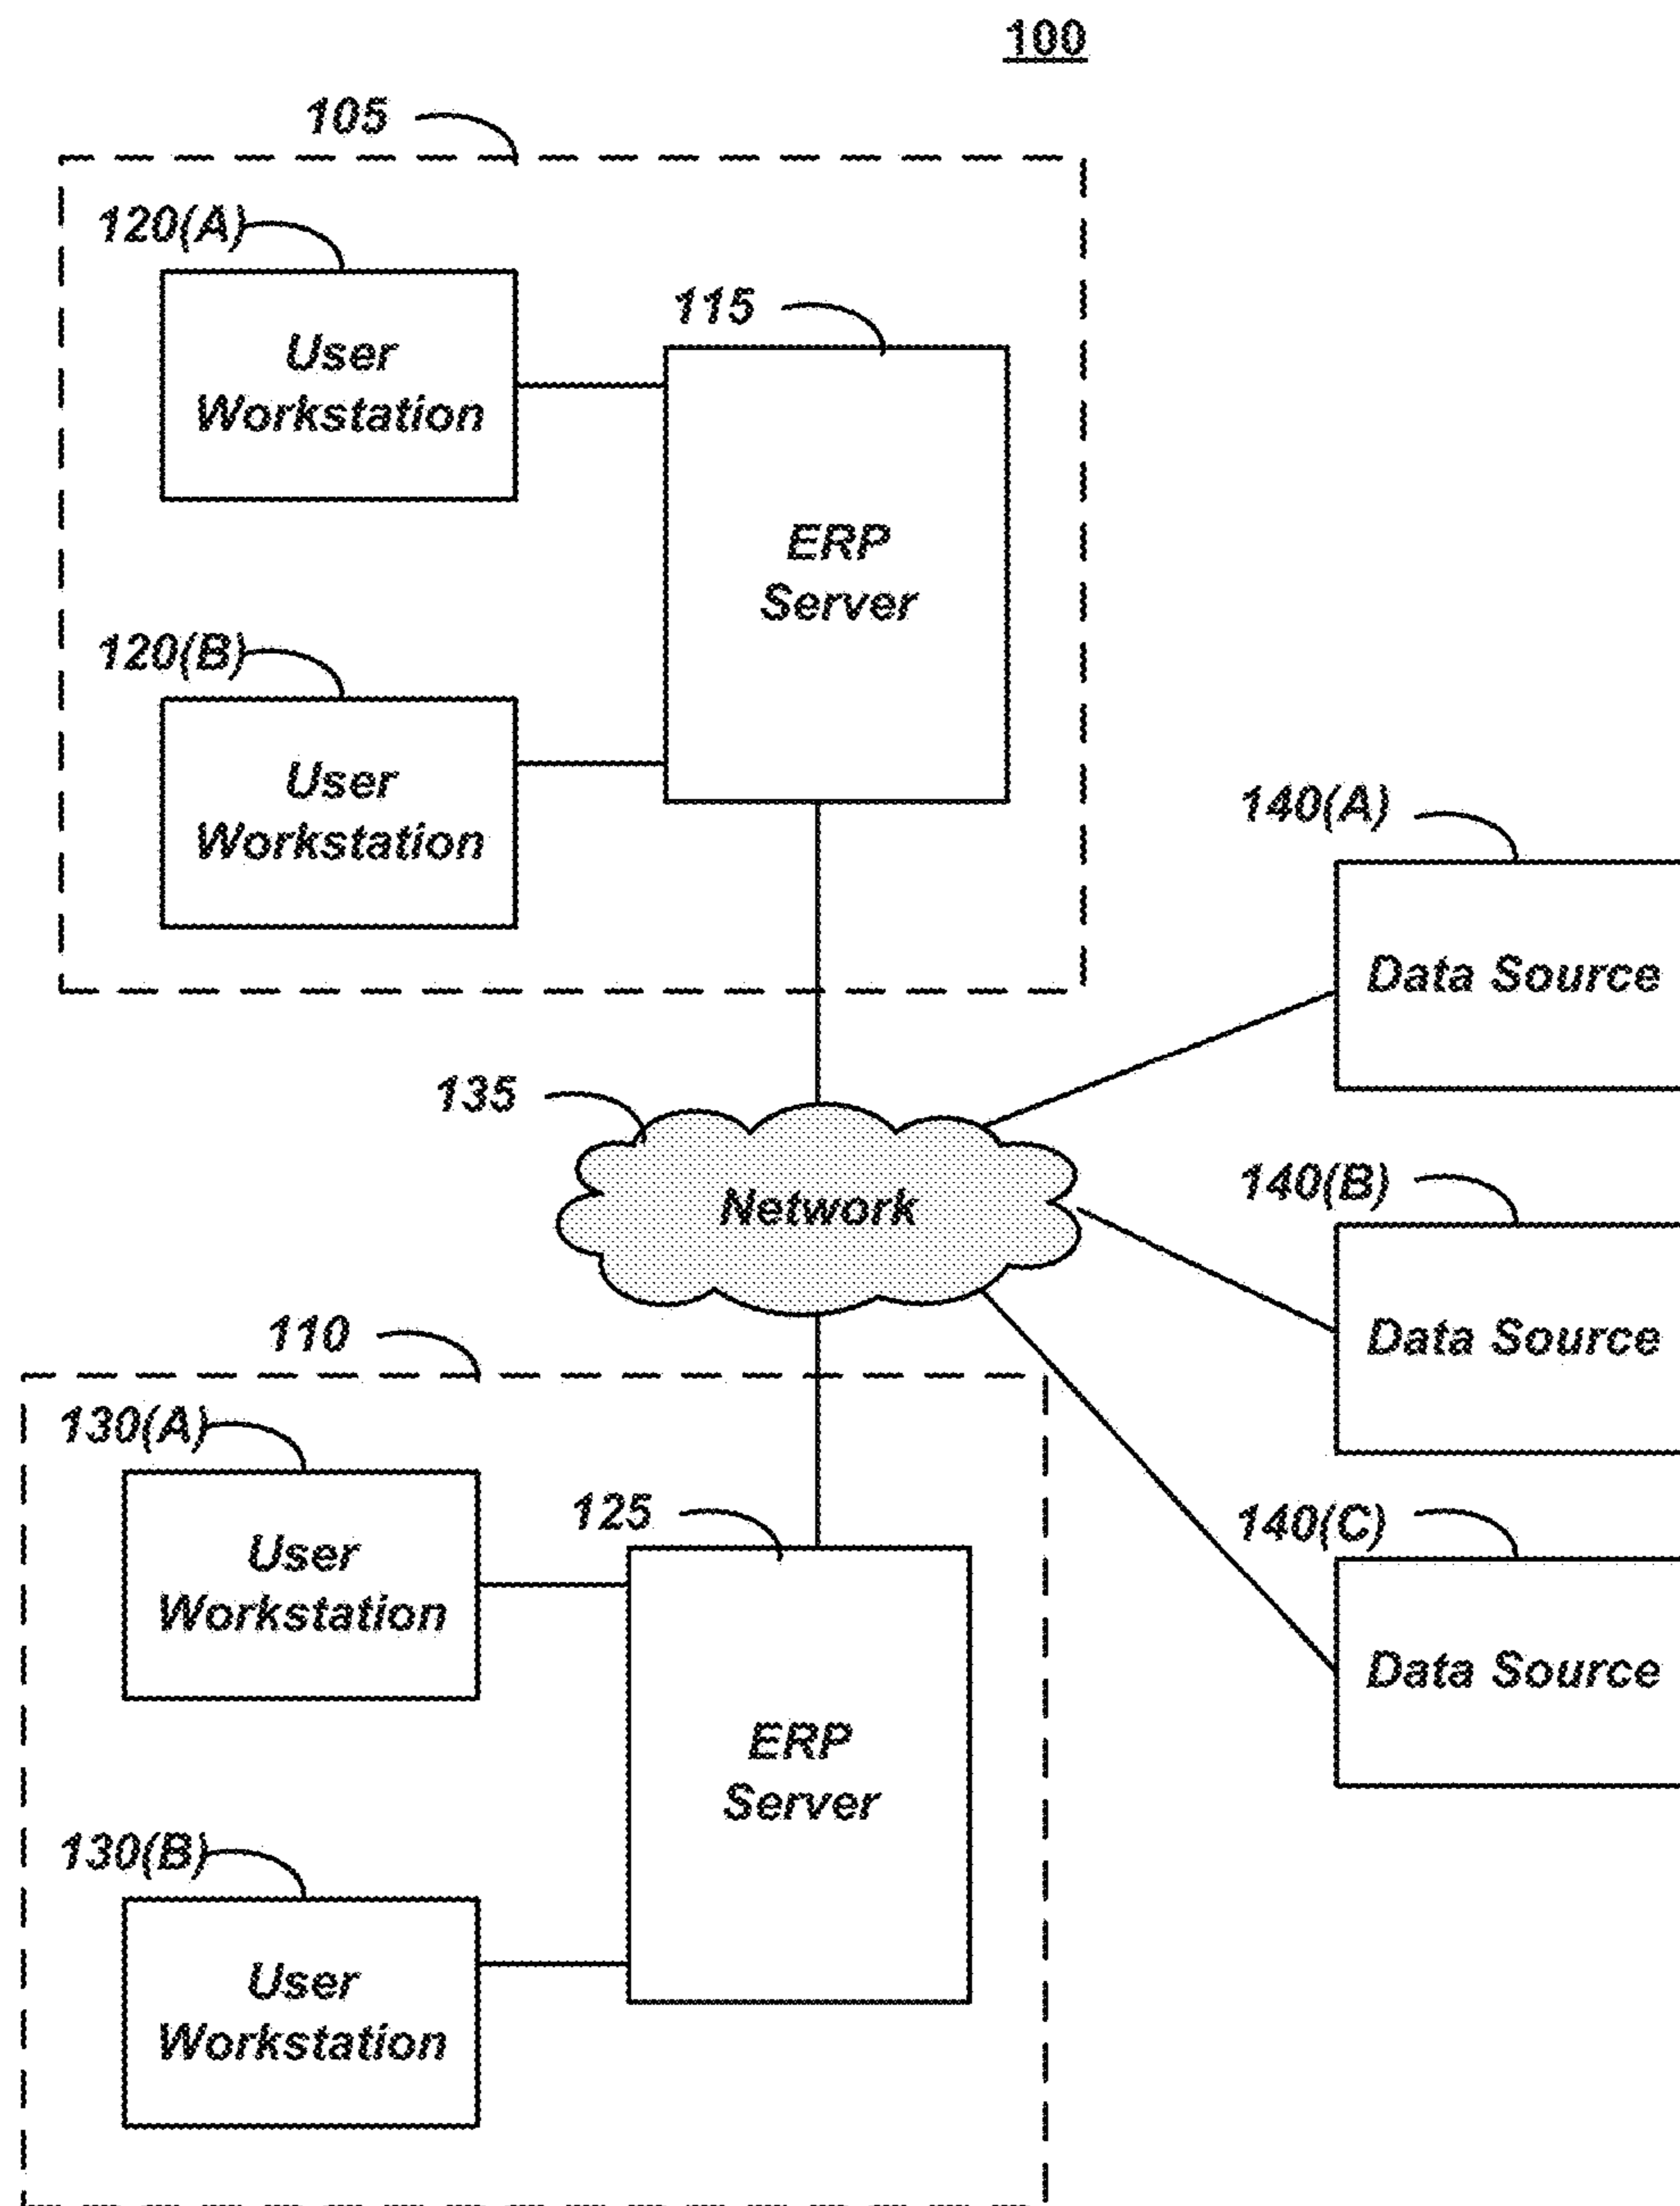 100
105
120(A)
User
Workstation
115
ERP
Server
120(B)
User
Workstation
140(A)
Data Source
135
Network
140(B)
Data Source
110
130(A)
User
Workstation
125
ERP
Server
140(C)
Data Source
130(B)
User
Workstation